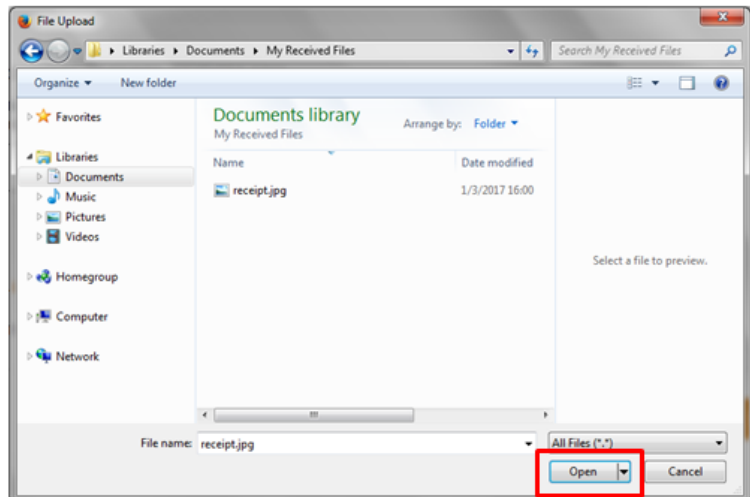 File Upload
Libraries Documents My Received Files
Search My Received Files
Organize New folder
Favorites
Libraries
Documents
Music
Pictures
Videos
Homegroup
Computer
Network
Documents library
My Received Files
Arrange by: Folder
Name Date modified
receipt.jpg 1/3/2017 16:00
Select a file to preview.
File name: receipt.jpg All Files (*.*)
Open Cancel